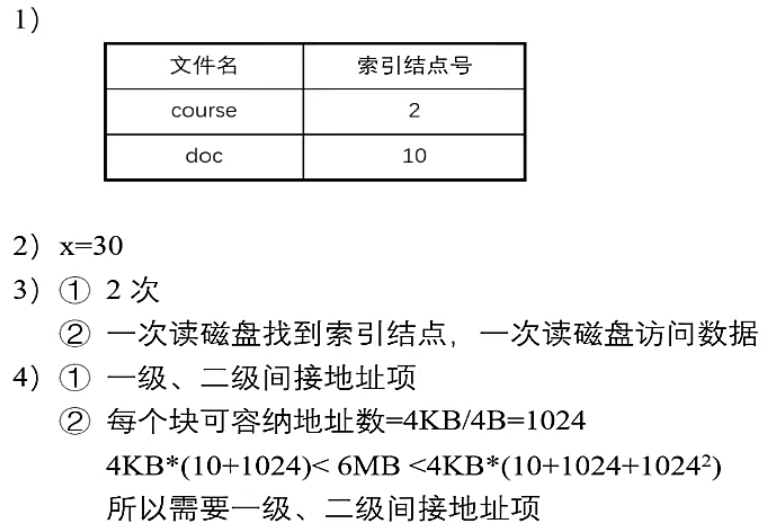 1）
文件名 索引结点号
course 2
doc 10
2）x=30
3）① 2 次
② 一次读磁盘找到索引结点，一次读磁盘访问数据
4）① 一级、二级间接地址项
② 每个块可容纳地址数=4KB/4B=1024
4KB*(10+1024)< 6MB <4KB*(10+1024+1024²)
所以需要一级、二级间接地址项